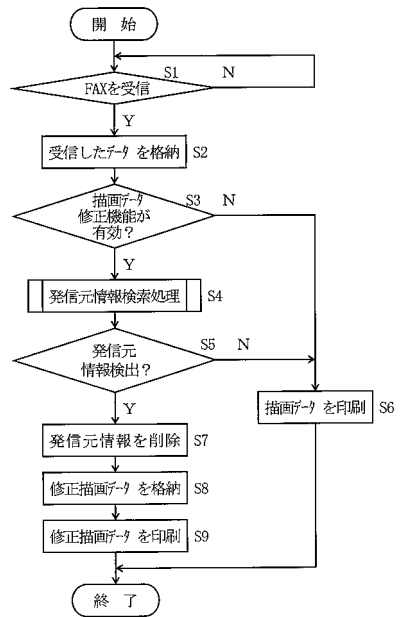 開 始
S1 N
FAXを受信
Y
受信したデータ を格納 S2
描画データ S3 N
修正機能が
有効？
Y
発信元情報検索処理 S4
発信元 S5 N
情報検出？
Y
描画データ を印刷 S6
発信元情報を削除 S7
修正描画データ を格納 S8
修正描画データ を印刷 S9
終 了